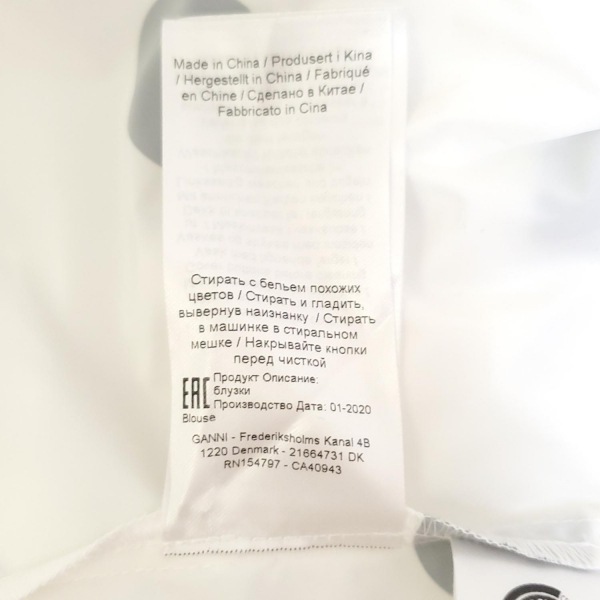 Made in China / Produsert i Kina
/ Hergestellt in China / Fabriqué
en Chine / Сделано в Китае /
Fabbricato in Cina
Стирать с бельем похожих
цветов / Стирать и гладить,
вывернув наизнанку / Стирать
в машинке в стиральном
мешке / Накрывайте кнопки
перед чисткой
EAC Продукт Описание:
блузки
Производство Дата: 01-2020
Blouse
GANNI - Frederiksholms Kanal 4B
1220 Denmark - 21664731 DK
RN154797 - CA40943